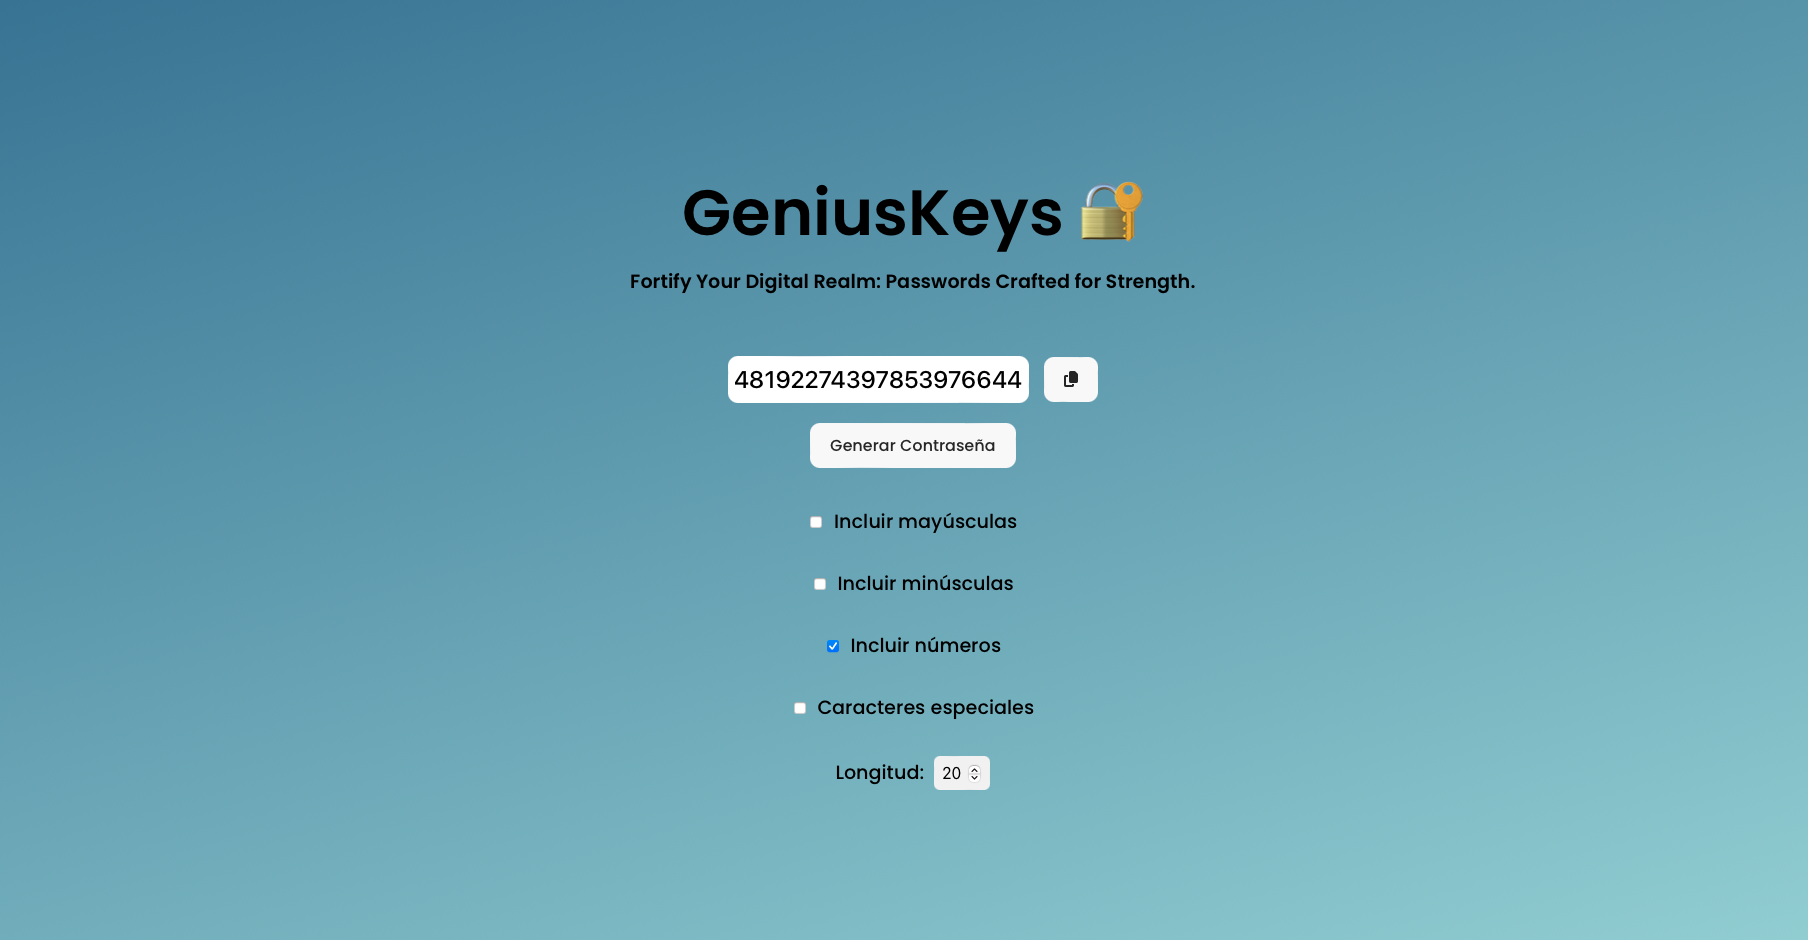 GeniusKeys
Fortify Your Digital Realm: Passwords Crafted for Strength.
48192274397853976644
Generar Contraseña
Incluir mayúsculas
Incluir minúsculas
Incluir números
Caracteres especiales
Longitud: 20